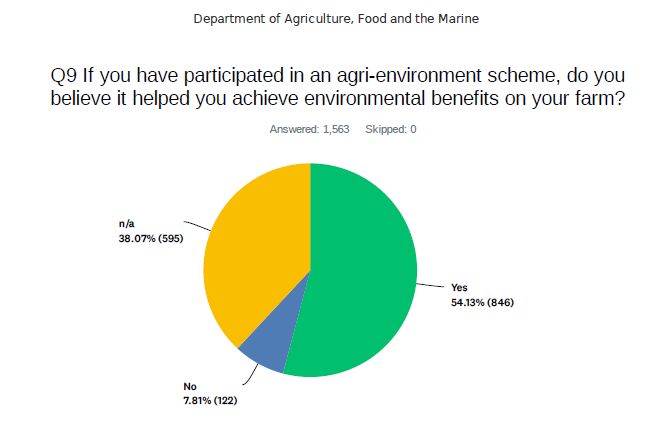 Department of Agriculture, Food and the Marine
Q9 If you have participated in an agri-environment scheme, do you
believe it helped you achieve environmental benefits on your farm?
Answered: 1,563 Skipped: 0
n/a
38.07% (595)
Yes
54.13% (846)
No
7.81% (122)